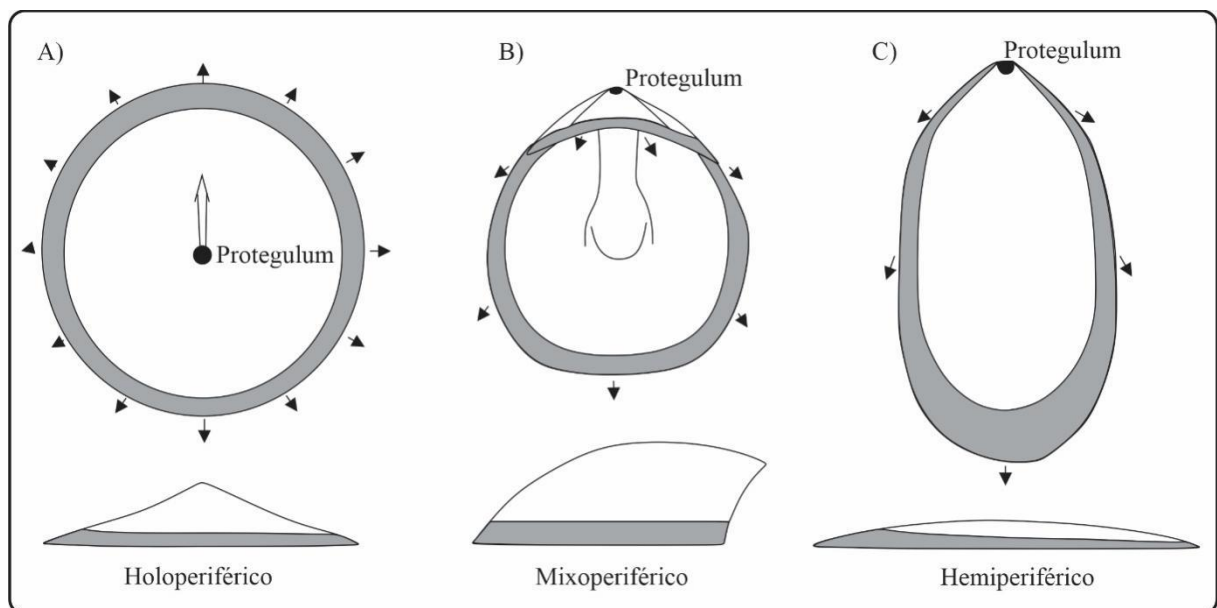 A)
Protegulum
Holoperiférico
B)
Protegulum
Mixoperiférico
C)
Protegulum
Hemiperiférico